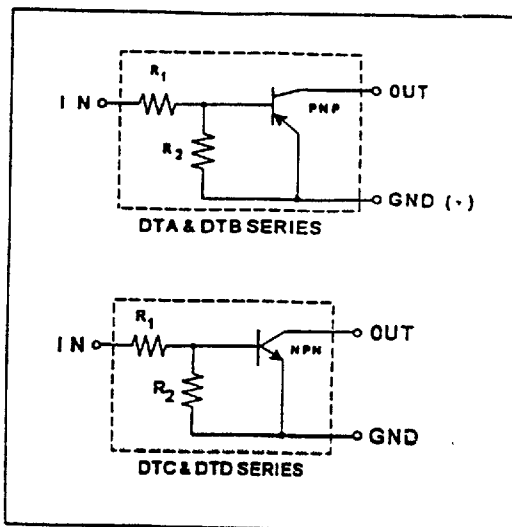 R1
IN
OUT
PNP
R2
GND (+)
DTA & DTB SERIES
R1
IN
OUT
NPN
R2
GND
DTC & DTD SERIES